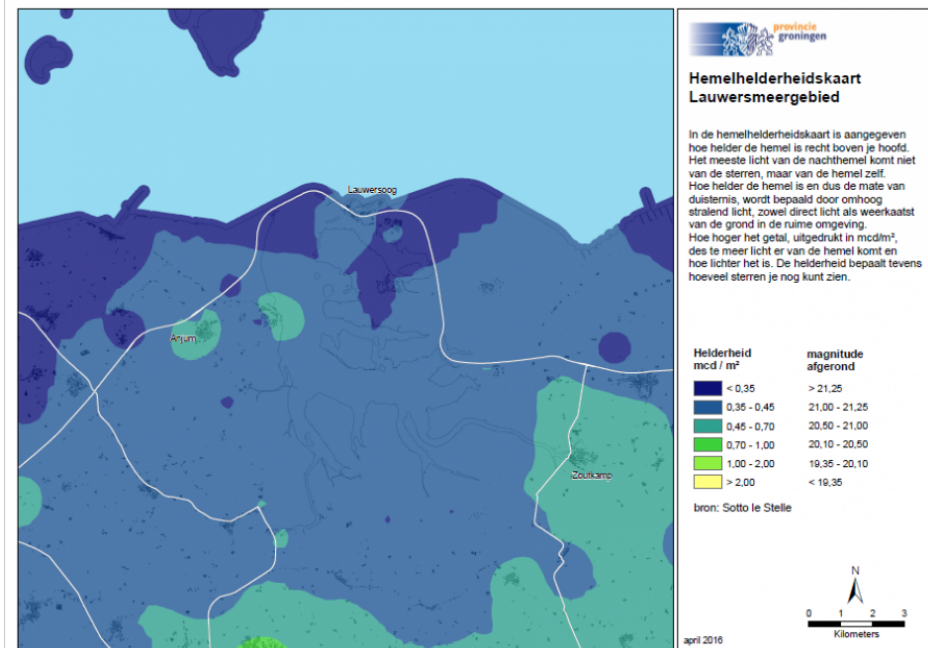 provincie
groningen
Hemelhelderheidskaart
Lauwersmeergebied
In de hemelhelderheidskaart is aangegeven
hoe helder de hemel is recht boven je hoofd.
Het meeste licht van de nachthemel komt niet
van de sterren, maar van de hemel zelf.
Hoe helder de hemel is en dus de mate van
duisternis, wordt bepaald door omhoog
stralend licht, zowel direct licht als weerkaatst
van de grond in de ruime omgeving.
Hoe hoger het getal, uitgedrukt in mcd/m²,
des te meer licht er van de hemel komt en
hoe lichter het is. De helderheid bepaalt tevens
hoeveel sterren je nog kunt zien.
Lauwersoog
Anjum
Zoutkamp
Helderheid magnitude
mcd / m² afgerond
< 0,35 > 21,25
0,35 - 0,45 21,00 - 21,25
0,45 - 0,70 20,50 - 21,00
0,70 - 1,00 20,10 - 20,50
1,00 - 2,00 19,35 - 20,10
> 2,00 < 19,35
bron: Sotto le Stelle
N
0 1 2 3
Kilometers
april 2016